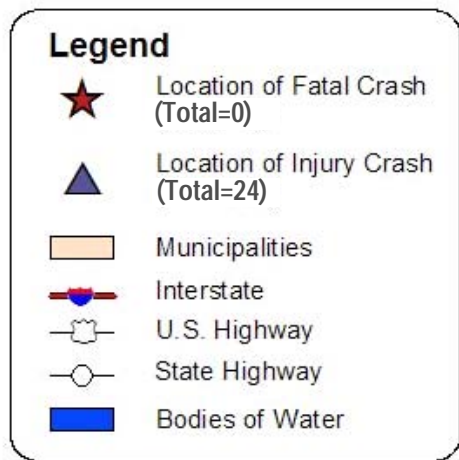 Legend
Location of Fatal Crash
(Total=0)
Location of Injury Crash
(Total=24)
Municipalities
Interstate
U.S. Highway
State Highway
Bodies of Water